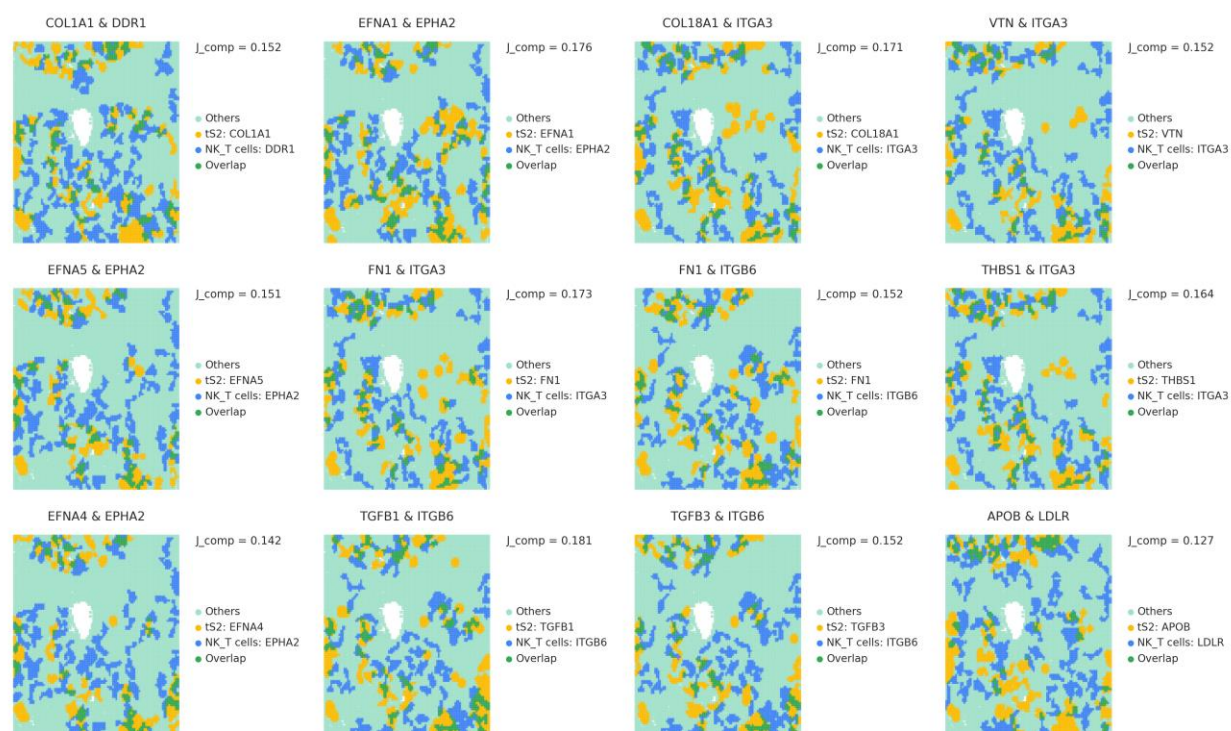 COL1A1 & DDR1
J_comp = 0.152
Others
tS2: COL1A1
NK_T cells: DDR1
Overlap
EFNA1 & EPHA2
J_comp = 0.176
Others
tS2: EFNA1
NK_T cells: EPHA2
Overlap
COL18A1 & ITGA3
J_comp = 0.171
Others
tS2: COL18A1
NK_T cells: ITGA3
Overlap
VTN & ITGA3
J_comp = 0.152
Others
tS2: VTN
NK_T cells: ITGA3
Overlap
EFNA5 & EPHA2
J_comp = 0.151
Others
tS2: EFNA5
NK_T cells: EPHA2
Overlap
FN1 & ITGA3
J_comp = 0.173
Others
tS2: FN1
NK_T cells: ITGA3
Overlap
FN1 & ITGB6
J_comp = 0.152
Others
tS2: FN1
NK_T cells: ITGB6
Overlap
THBS1 & ITGA3
J_comp = 0.164
Others
tS2: THBS1
NK_T cells: ITGA3
Overlap
EFNA4 & EPHA2
J_comp = 0.142
Others
tS2: EFNA4
NK_T cells: EPHA2
Overlap
TGFB1 & ITGB6
J_comp = 0.181
Others
tS2: TGFB1
NK_T cells: ITGB6
Overlap
TGFB3 & ITGB6
J_comp = 0.152
Others
tS2: TGFB3
NK_T cells: ITGB6
Overlap
APOB & LDLR
J_comp = 0.127
Others
tS2: APOB
NK_T cells: LDLR
Overlap